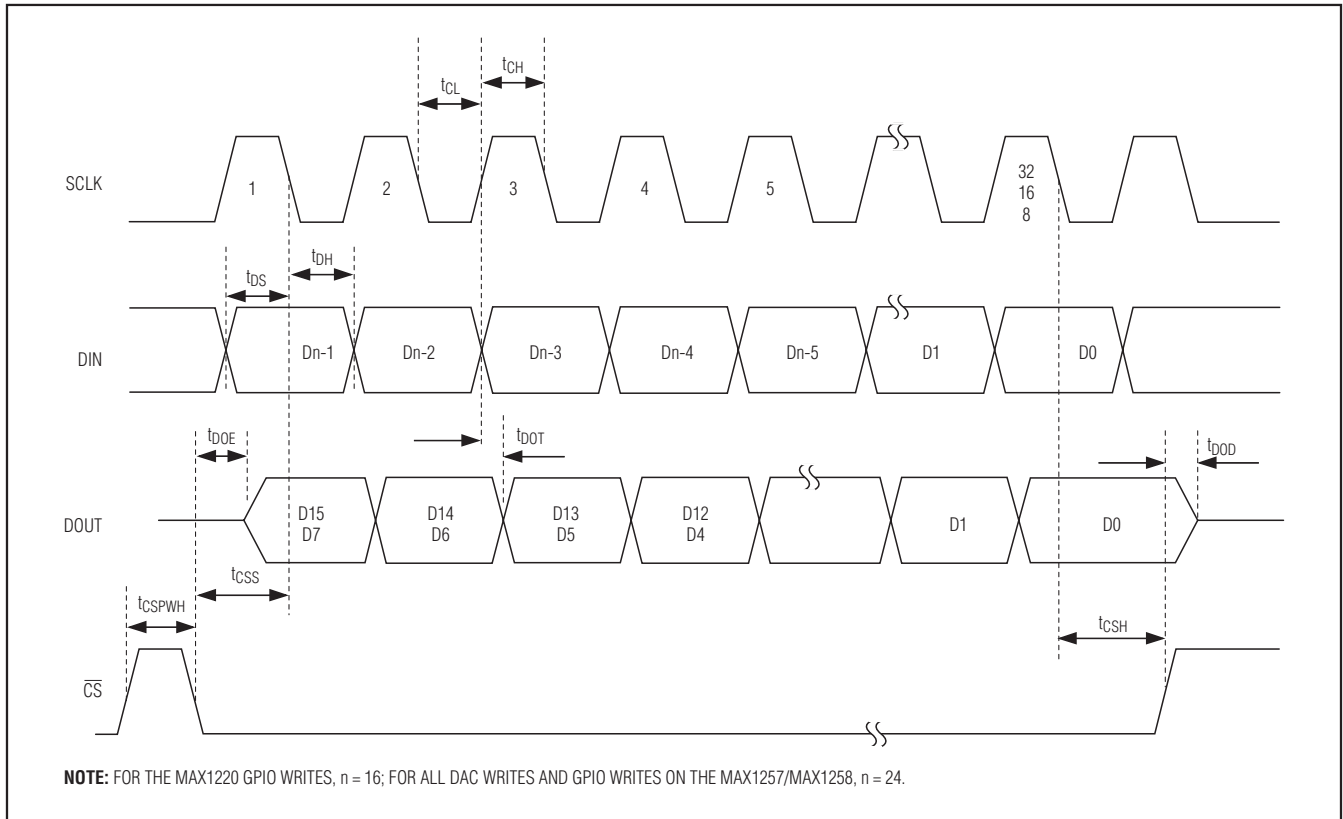 tCH
tCL
SCLK
1
2
3
4
5
32
16
8
tDS
tDH
DIN
Dn-1
Dn-2
Dn-3
Dn-4
Dn-5
D1
D0
tDOE
tDOT
tDOD
DOUT
D15
D7
D14
D6
D13
D5
D12
D4
D1
D0
tCSPWH
tCSS
tCSH
C̅S̅
NOTE: FOR THE MAX1220 GPIO WRITES, n = 16; FOR ALL DAC WRITES AND GPIO WRITES ON THE MAX1257/MAX1258, n = 24.